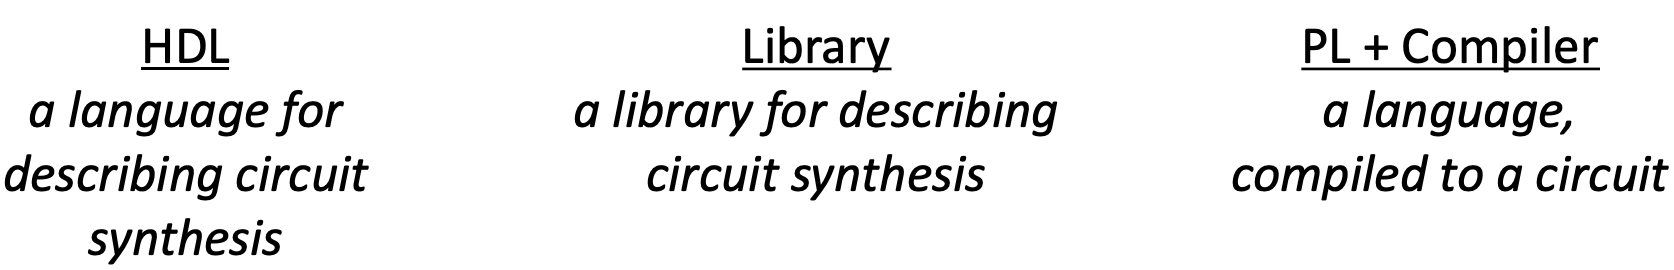 HDL
a language for
describing circuit
synthesis
Library
a library for describing
circuit synthesis
PL + Compiler
a language,
compiled to a circuit